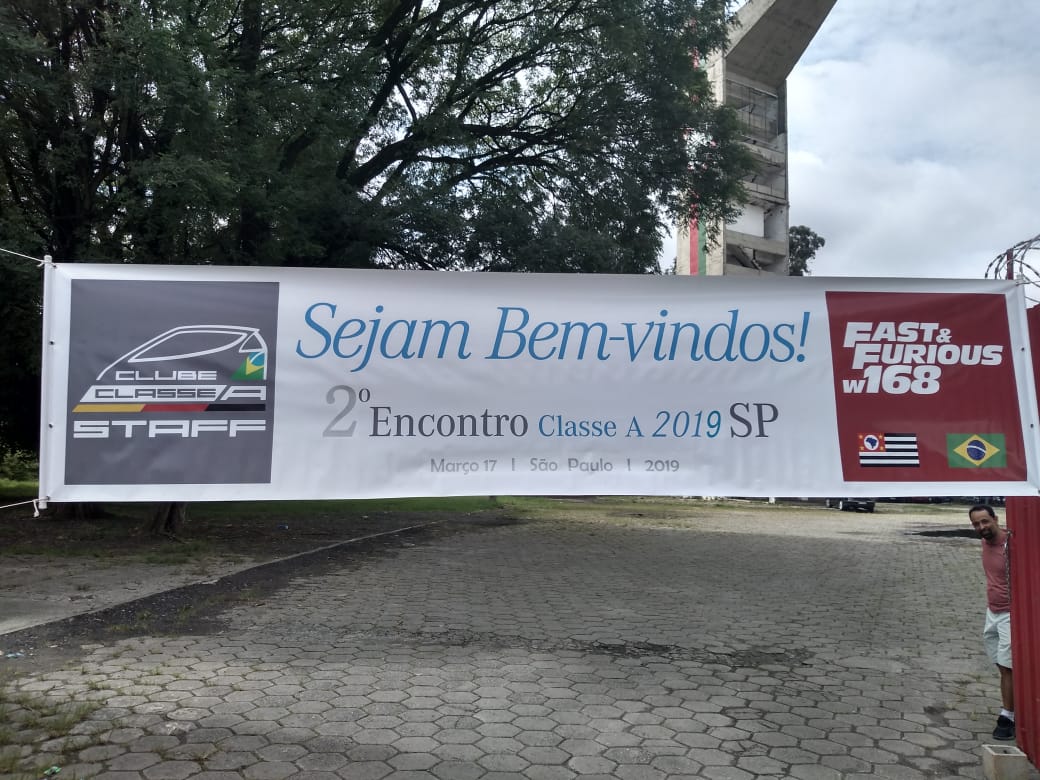 CLUBE
CLASSE A
STAFF
Sejam Bem-vindos!
2º Encontro Classe A 2019 SP
Março 17 | São Paulo | 2019
FAST &
FURIOUS
W168